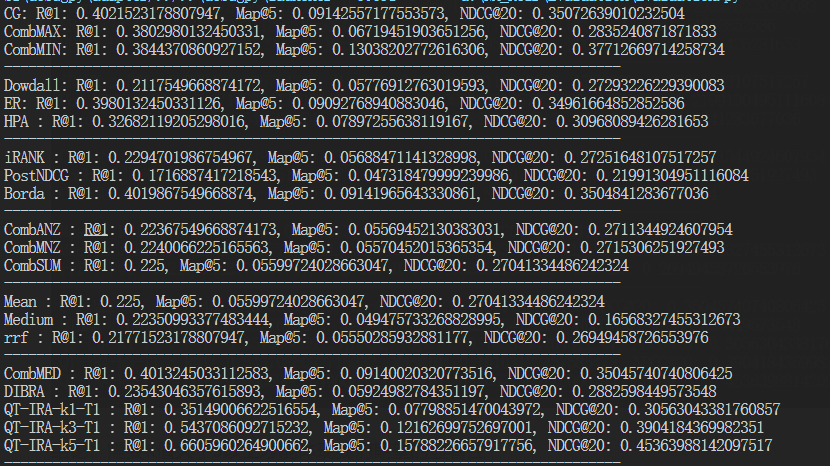 CG: R@1: 0.4021523178807947, Map@5: 0.09142557177553573, NDCG@20: 0.35072639010232504
CombMAX: R@1: 0.3802980132450331, Map@5: 0.06719451903651256, NDCG@20: 0.2835240871871833
CombMIN: R@1: 0.3844370860927152, Map@5: 0.13038202772616306, NDCG@20: 0.37712669714258734
-----------------------------------------------------------------------------
Dowdall: R@1: 0.2117549668874172, Map@5: 0.05776912763019593, NDCG@20: 0.27293226229390083
ER: R@1: 0.3980132450331126, Map@5: 0.09092768940883046, NDCG@20: 0.34961664852852586
HPA : R@1: 0.32682119205298016, Map@5: 0.07897255638119167, NDCG@20: 0.30968089426281653
-----------------------------------------------------------------------------
iRANK : R@1: 0.2294701986754967, Map@5: 0.05688471141328998, NDCG@20: 0.27251648107517257
PostNDCG : R@1: 0.1716887417218543, Map@5: 0.047318479999239986, NDCG@20: 0.21991304951116084
Borda : R@1: 0.4019867549668874, Map@5: 0.09141965643330861, NDCG@20: 0.3504841283677036
-----------------------------------------------------------------------------
CombANZ : R@1: 0.22367549668874173, Map@5: 0.05569452130383031, NDCG@20: 0.2711344924607954
CombMNZ : R@1: 0.2240066225165563, Map@5: 0.05570452015365354, NDCG@20: 0.2715306251927493
CombSUM : R@1: 0.225, Map@5: 0.05599724028663047, NDCG@20: 0.27041334486242324
-----------------------------------------------------------------------------
Mean : R@1: 0.225, Map@5: 0.05599724028663047, NDCG@20: 0.27041334486242324
Medium : R@1: 0.22350993377483444, Map@5: 0.049475733268828995, NDCG@20: 0.16568327455312673
rrf : R@1: 0.21771523178807947, Map@5: 0.05550285932881177, NDCG@20: 0.26949458726553976
-----------------------------------------------------------------------------
CombMED : R@1: 0.4013245033112583, Map@5: 0.09140020320773516, NDCG@20: 0.35045740740806425
DIBRA : R@1: 0.23543046357615893, Map@5: 0.05924982784351197, NDCG@20: 0.2882598449573548
QT-IRA-k1-T1 : R@1: 0.35149006622516554, Map@5: 0.07798851470043972, NDCG@20: 0.30563043381760857
QT-IRA-k3-T1 : R@1: 0.5437086092715232, Map@5: 0.12162699752697001, NDCG@20: 0.3904184369982351
QT-IRA-k5-T1 : R@1: 0.6605960264900662, Map@5: 0.15788226657917756, NDCG@20: 0.45363988142097517
-----------------------------------------------------------------------------